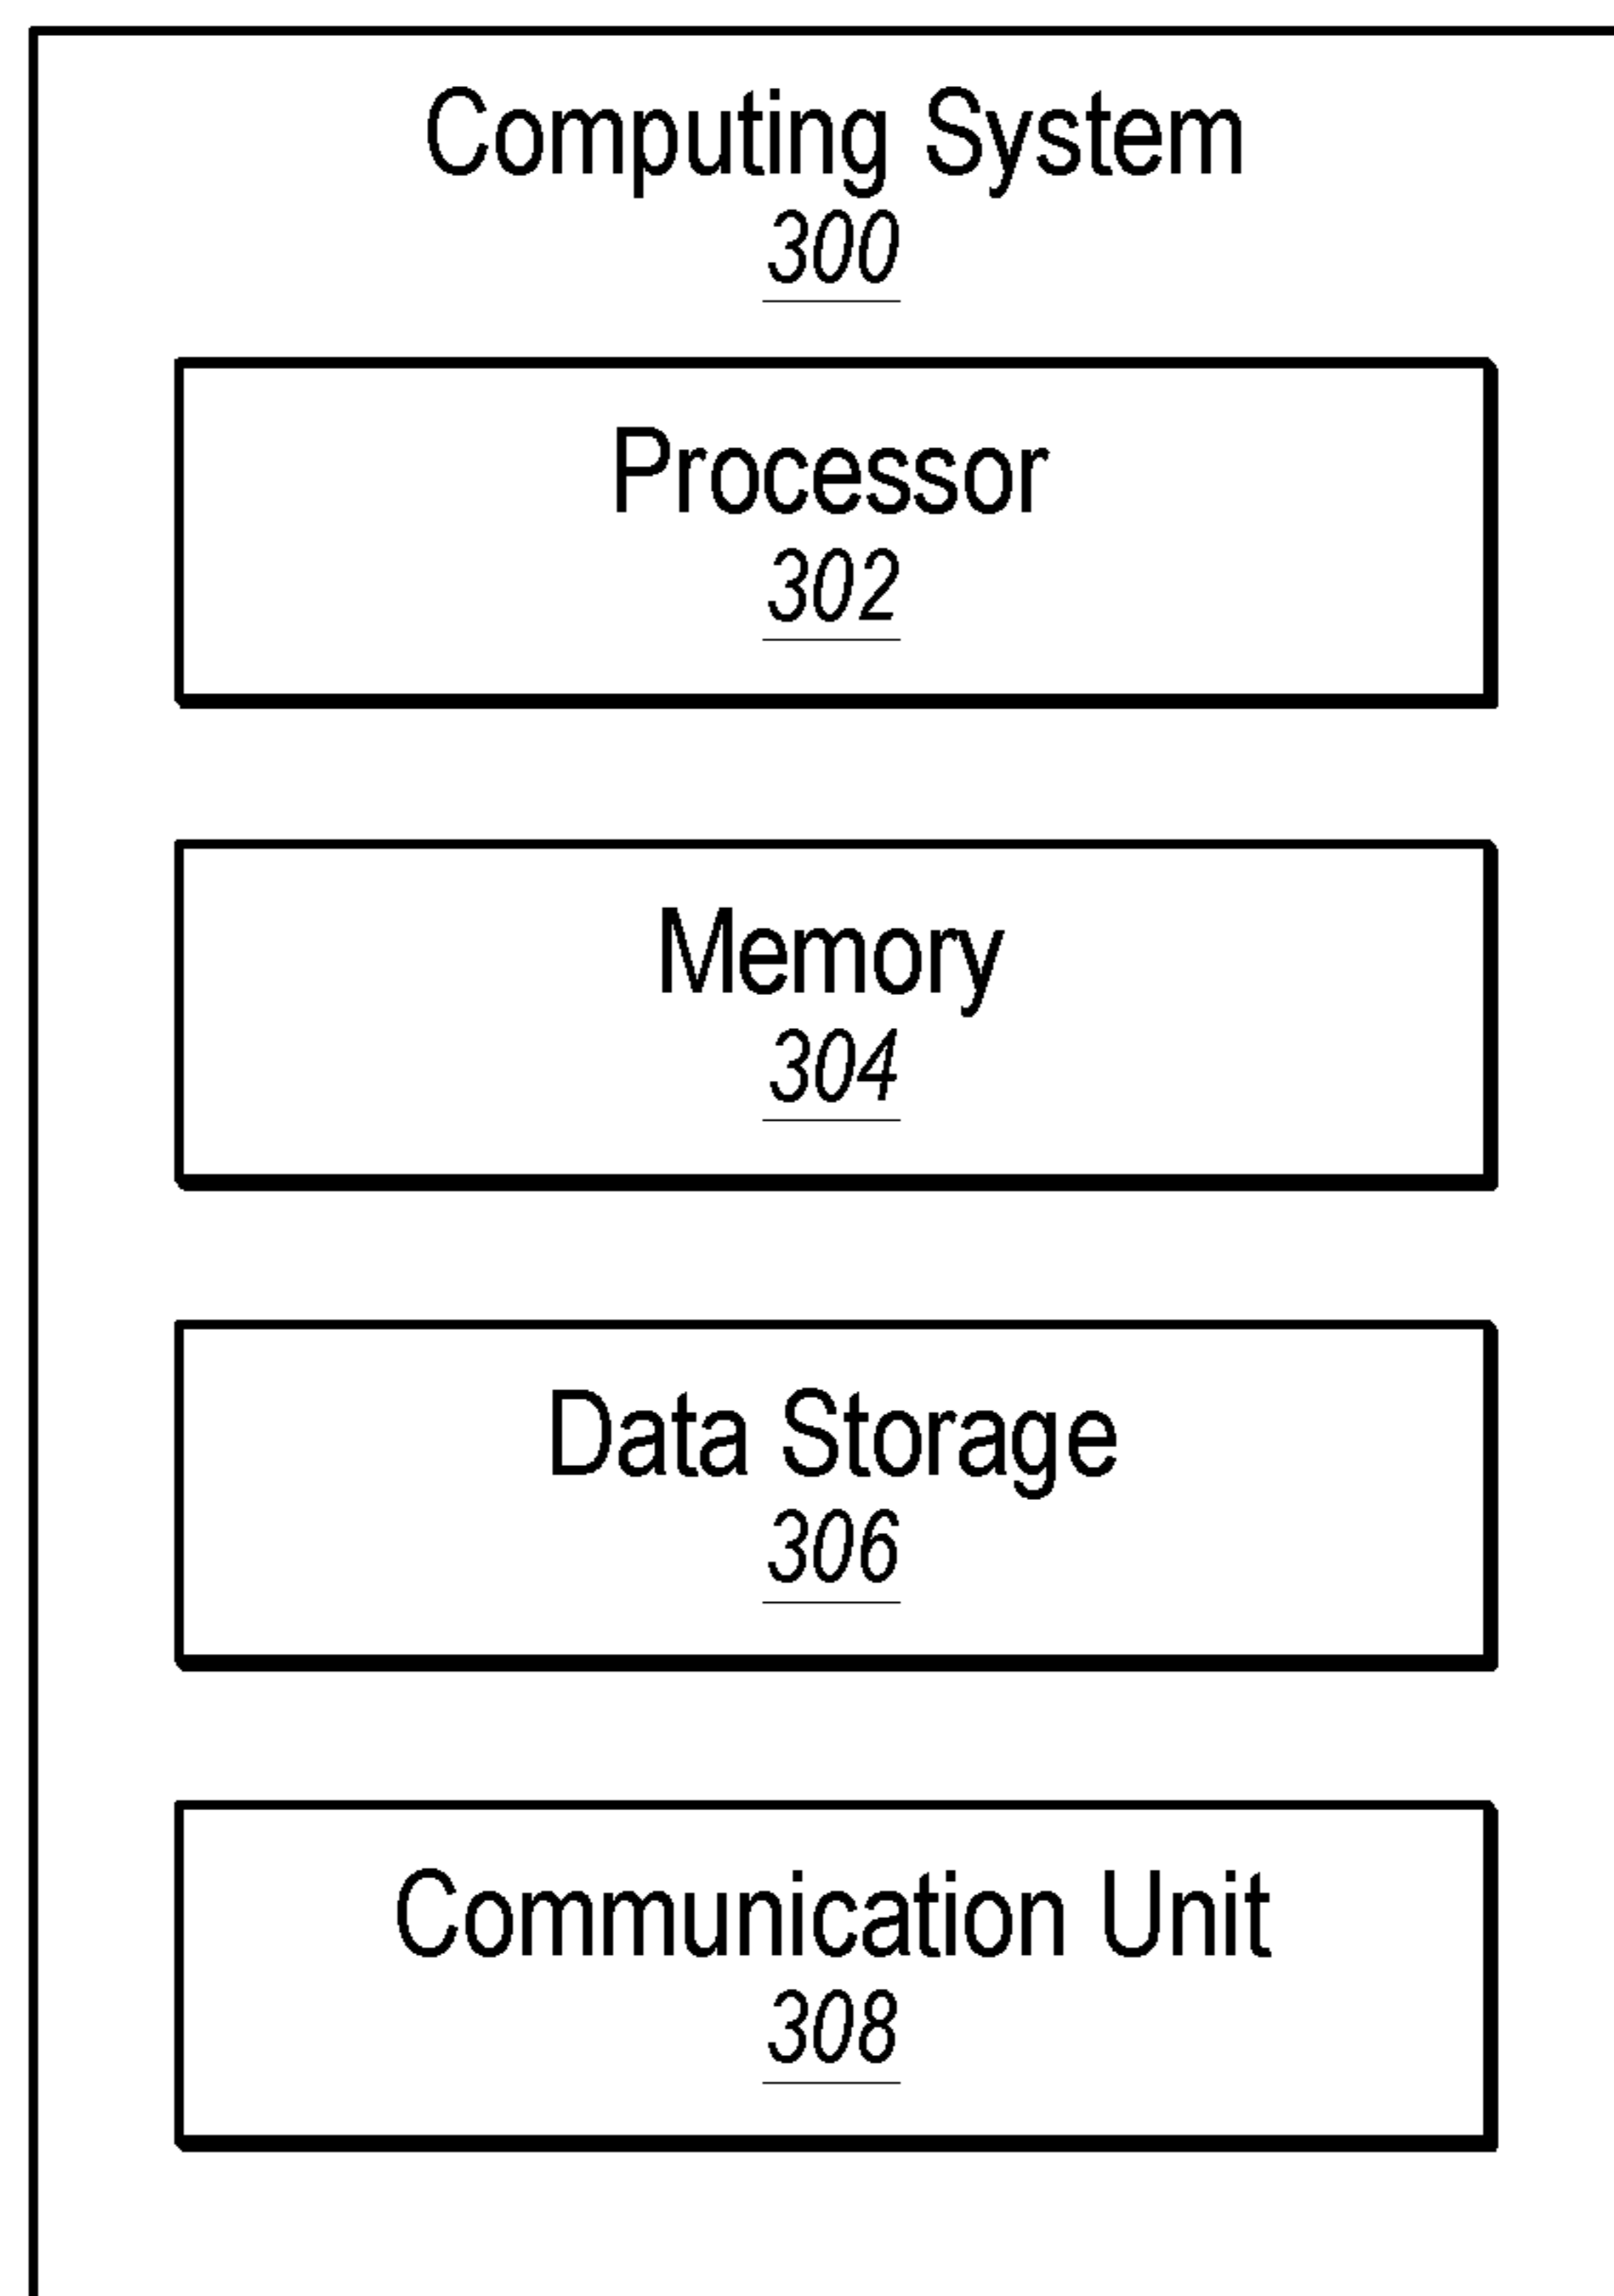 Computing System
300
Processor
302
Memory
304
Data Storage
306
Communication Unit
308